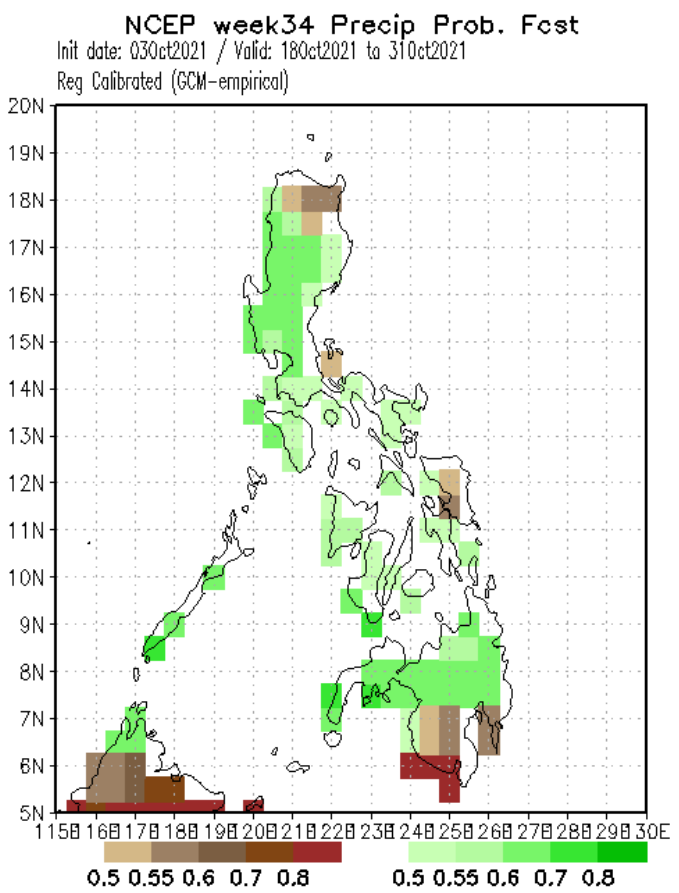 NCEP week34 Precip Prob. Fcst
Init date: 03Oct2021 / Valid: 18Oct2021 to 31Oct2021
Reg Calibrated (GCM-empirical)
20N
19N
18N
17N
16N
15N
14N
13N
12N
11N
10N
9N
8N
7N
6N
5N
115E 116E 117E 118E 119E 120E 121E 122E 123E 124E 125E 126E 127E 128E 129E 130E
0.5 0.55 0.6 0.7 0.8 0.5 0.55 0.6 0.7 0.8